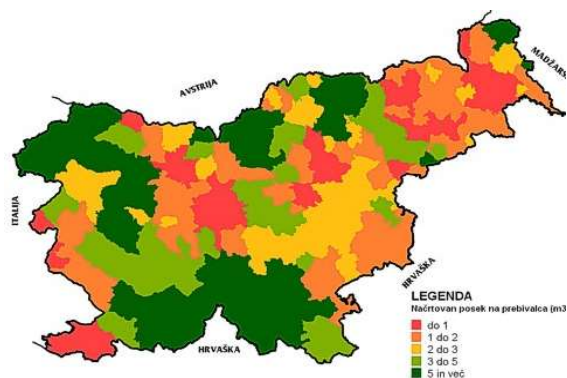 AVSTRIJA
MADŽARS
ITALIJA
HRVAŠKA
HRVAŠKA
LEGENDA
Načrtovan posek na prebivalca (m3
do 1
1 do 2
2 do 3
3 do 5
5 in več